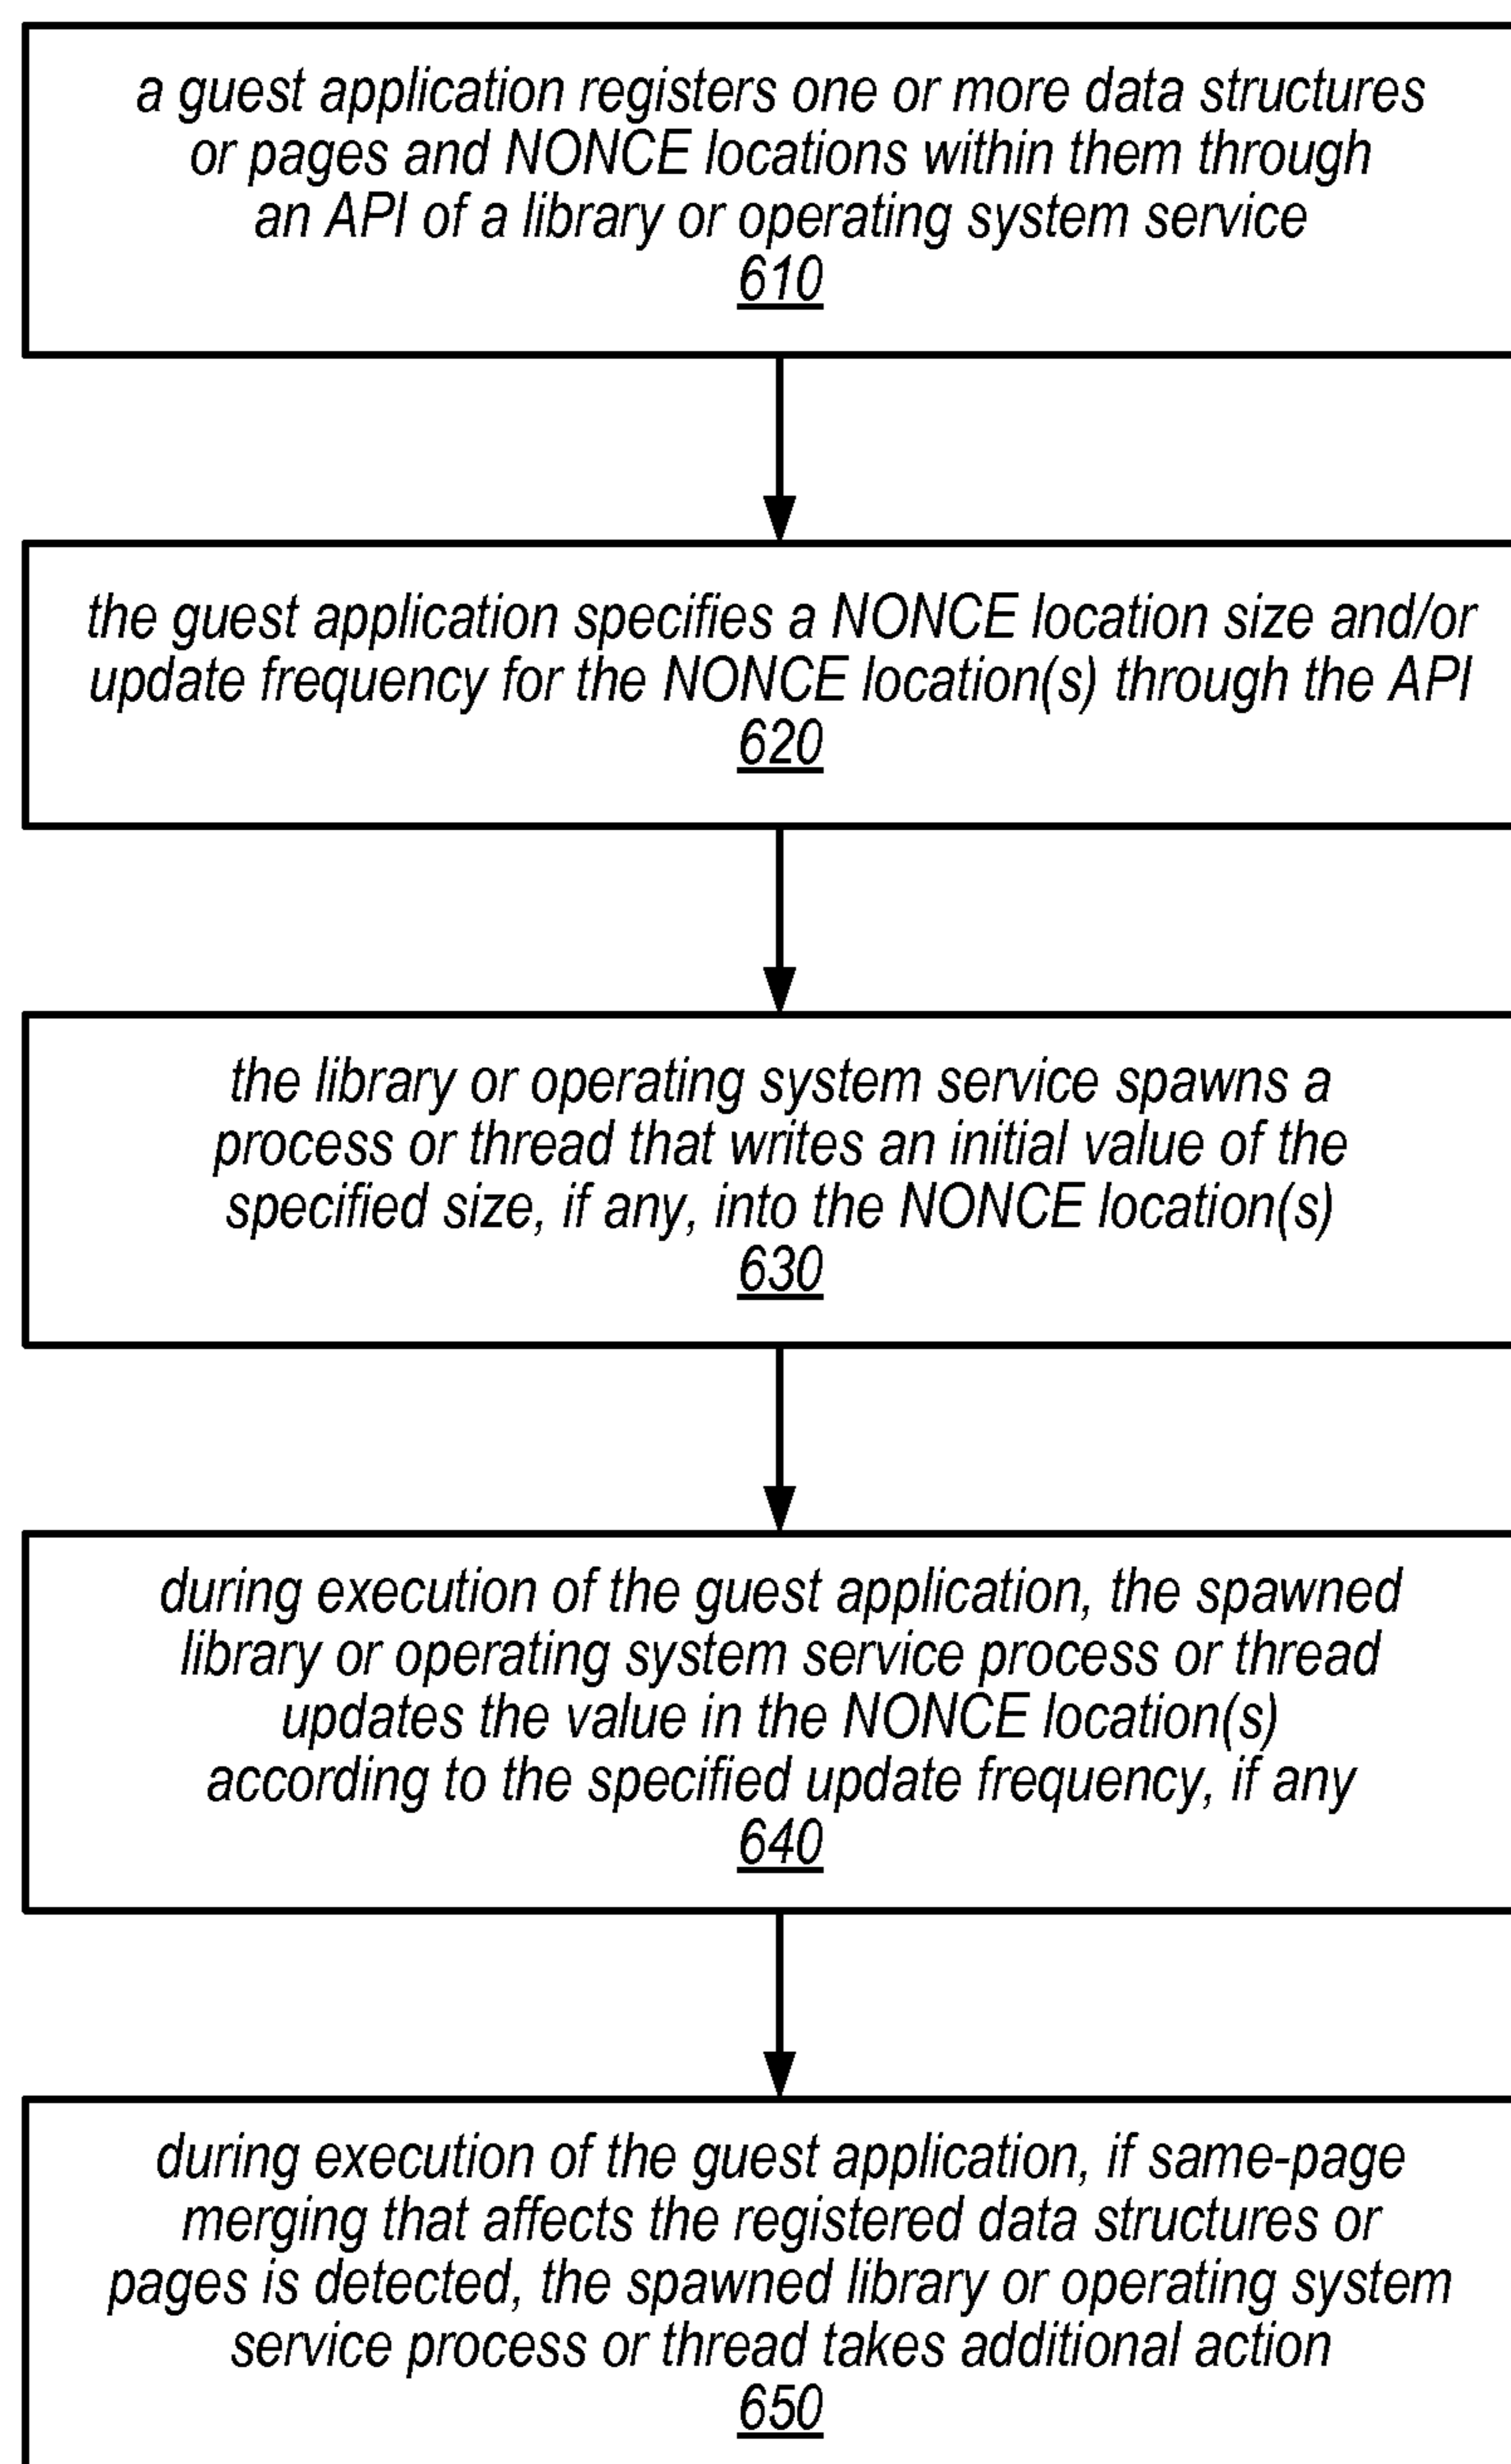 a guest application registers one or more data structures
or pages and NONCE locations within them through
an API of a library or operating system service
610
the guest application specifies a NONCE location size and/or
update frequency for the NONCE location(s) through the API
620
the library or operating system service spawns a
process or thread that writes an initial value of the
specified size, if any, into the NONCE location(s)
630
during execution of the guest application, the spawned
library or operating system service process or thread
updates the value in the NONCE location(s)
according to the specified update frequency, if any
640
during execution of the guest application, if same-page
merging that affects the registered data structures or
pages is detected, the spawned library or operating system
service process or thread takes additional action
650